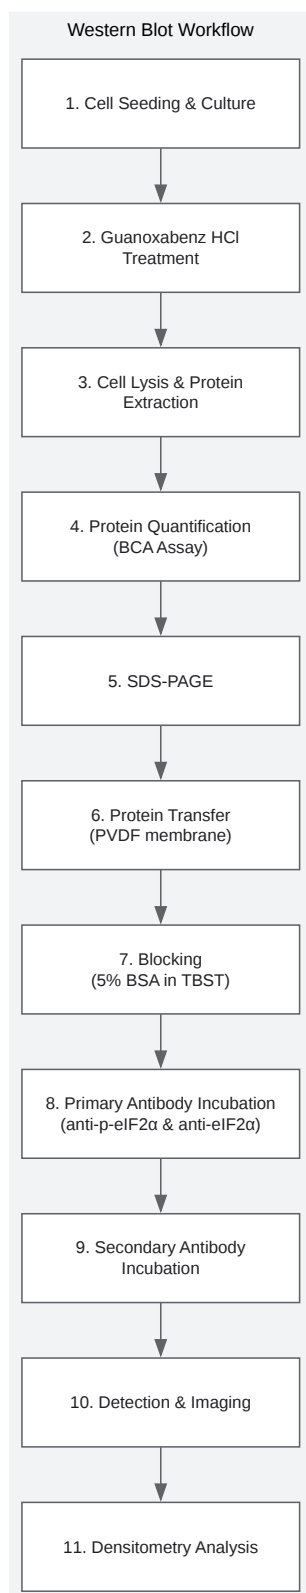 Western Blot Workflow
1. Cell Seeding & Culture
2. Guanoxabenz HCl
Treatment
3. Cell Lysis & Protein
Extraction
4. Protein Quantification
(BCA Assay)
5. SDS-PAGE
6. Protein Transfer
(PVDF membrane)
7. Blocking
(5% BSA in TBST)
8. Primary Antibody Incubation
(anti-p-eIF2α & anti-eIF2α)
9. Secondary Antibody
Incubation
10. Detection & Imaging
11. Densitometry Analysis